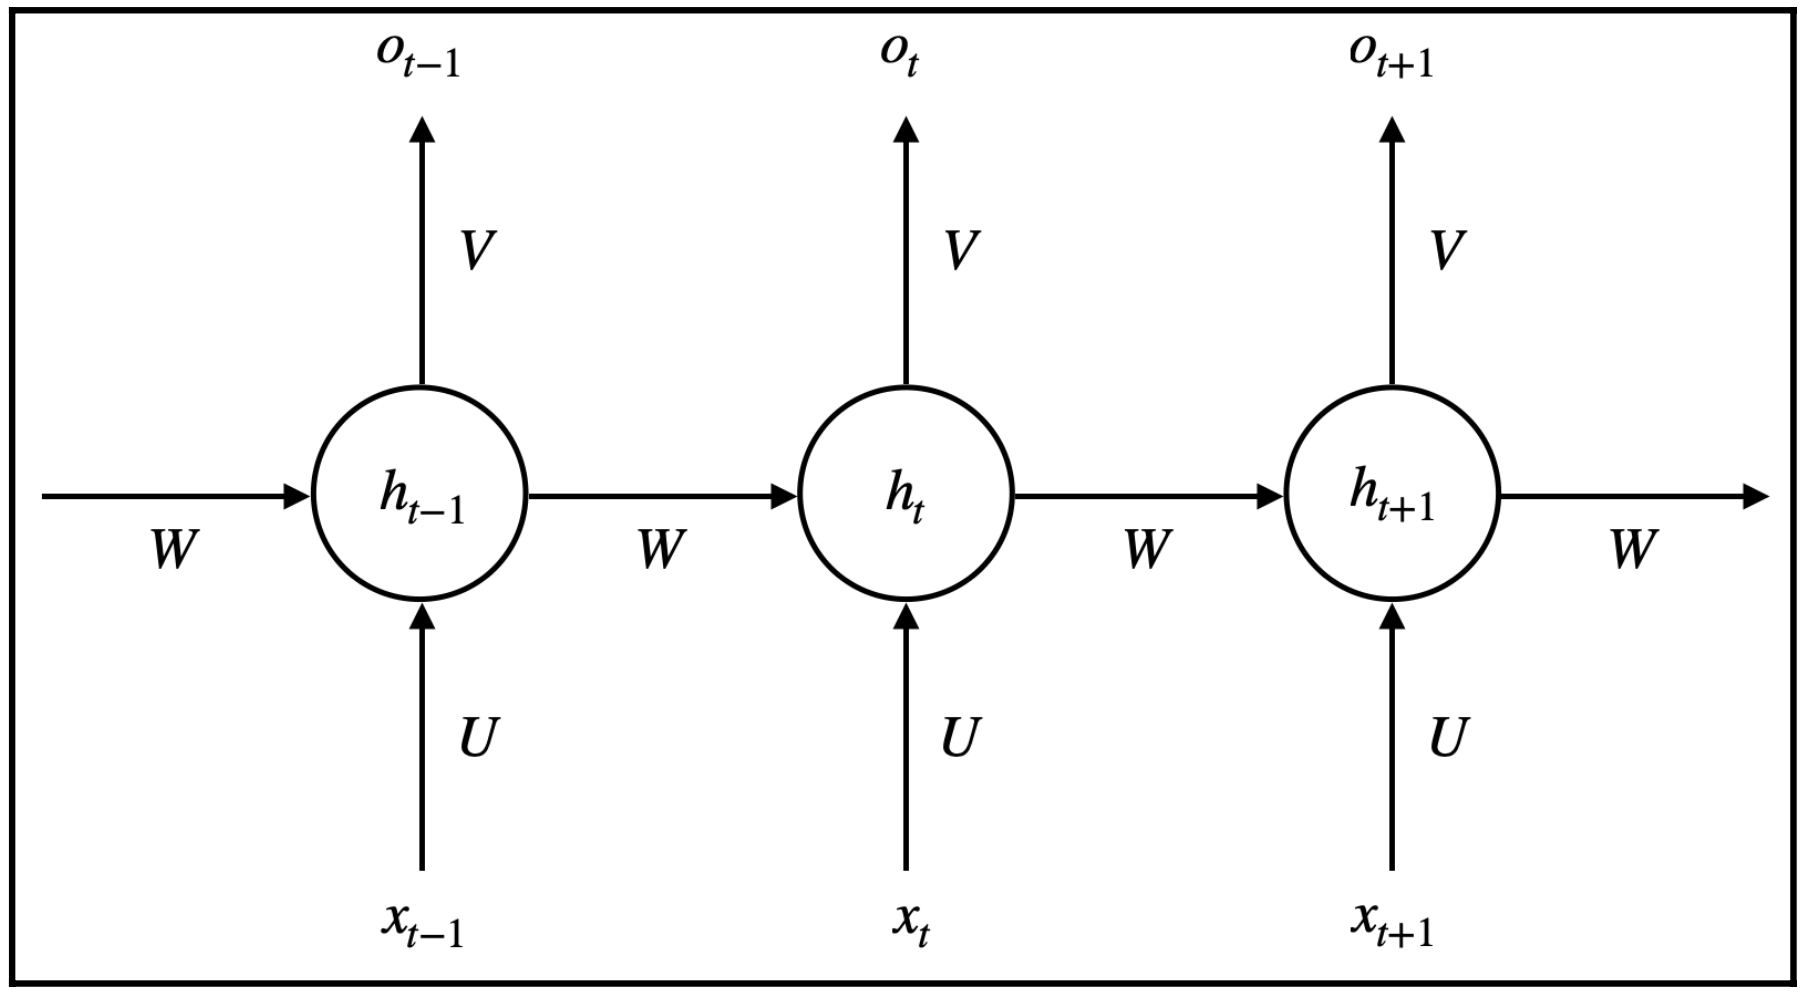 o_{t−1} o_t o_{t+1}
V V V
h_{t−1} h_t h_{t+1}
W W W W
U U U
x_{t−1} x_t x_{t+1}